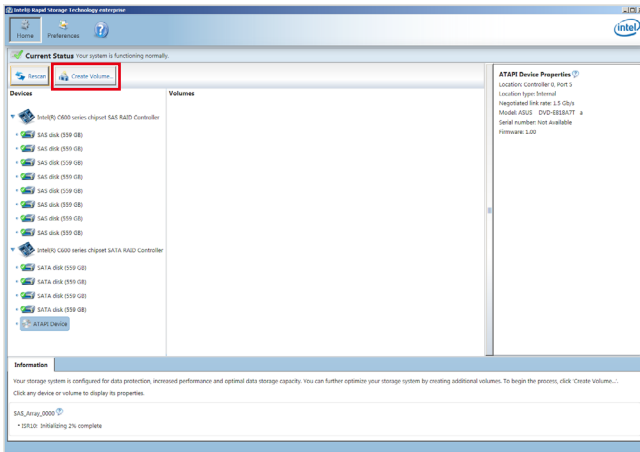 Intel® Rapid Storage Technology enterprise
Home
Preferences
intel
Current Status Your system is functioning normally.
Rescan
Create Volume...
Devices
Volumes
Intel(R) C600 series chipset SAS RAID Controller
SAS disk (559 GB)
SAS disk (559 GB)
SAS disk (559 GB)
SAS disk (559 GB)
SAS disk (559 GB)
SAS disk (559 GB)
SAS disk (559 GB)
SAS disk (559 GB)
Intel(R) C600 series chipset SATA RAID Controller
SATA disk (559 GB)
SATA disk (559 GB)
SATA disk (559 GB)
SATA disk (559 GB)
ATAPI Device
ATAPI Device Properties
Location: Controller 0, Port 5
Location type: Internal
Negotiated link rate: 1.5 Gb/s
Model: ASUS DVD-E818A7T a
Serial number: Not Available
Firmware: 1.00
Information
Your storage system is configured for data protection, increased performance and optimal data storage capacity. You can further optimize your storage system by creating additional volumes. To begin the process, click 'Create Volume...'.
Click any device or volume to display its properties.
SAS_Array_0000
ISR10: Initializing 2% complete